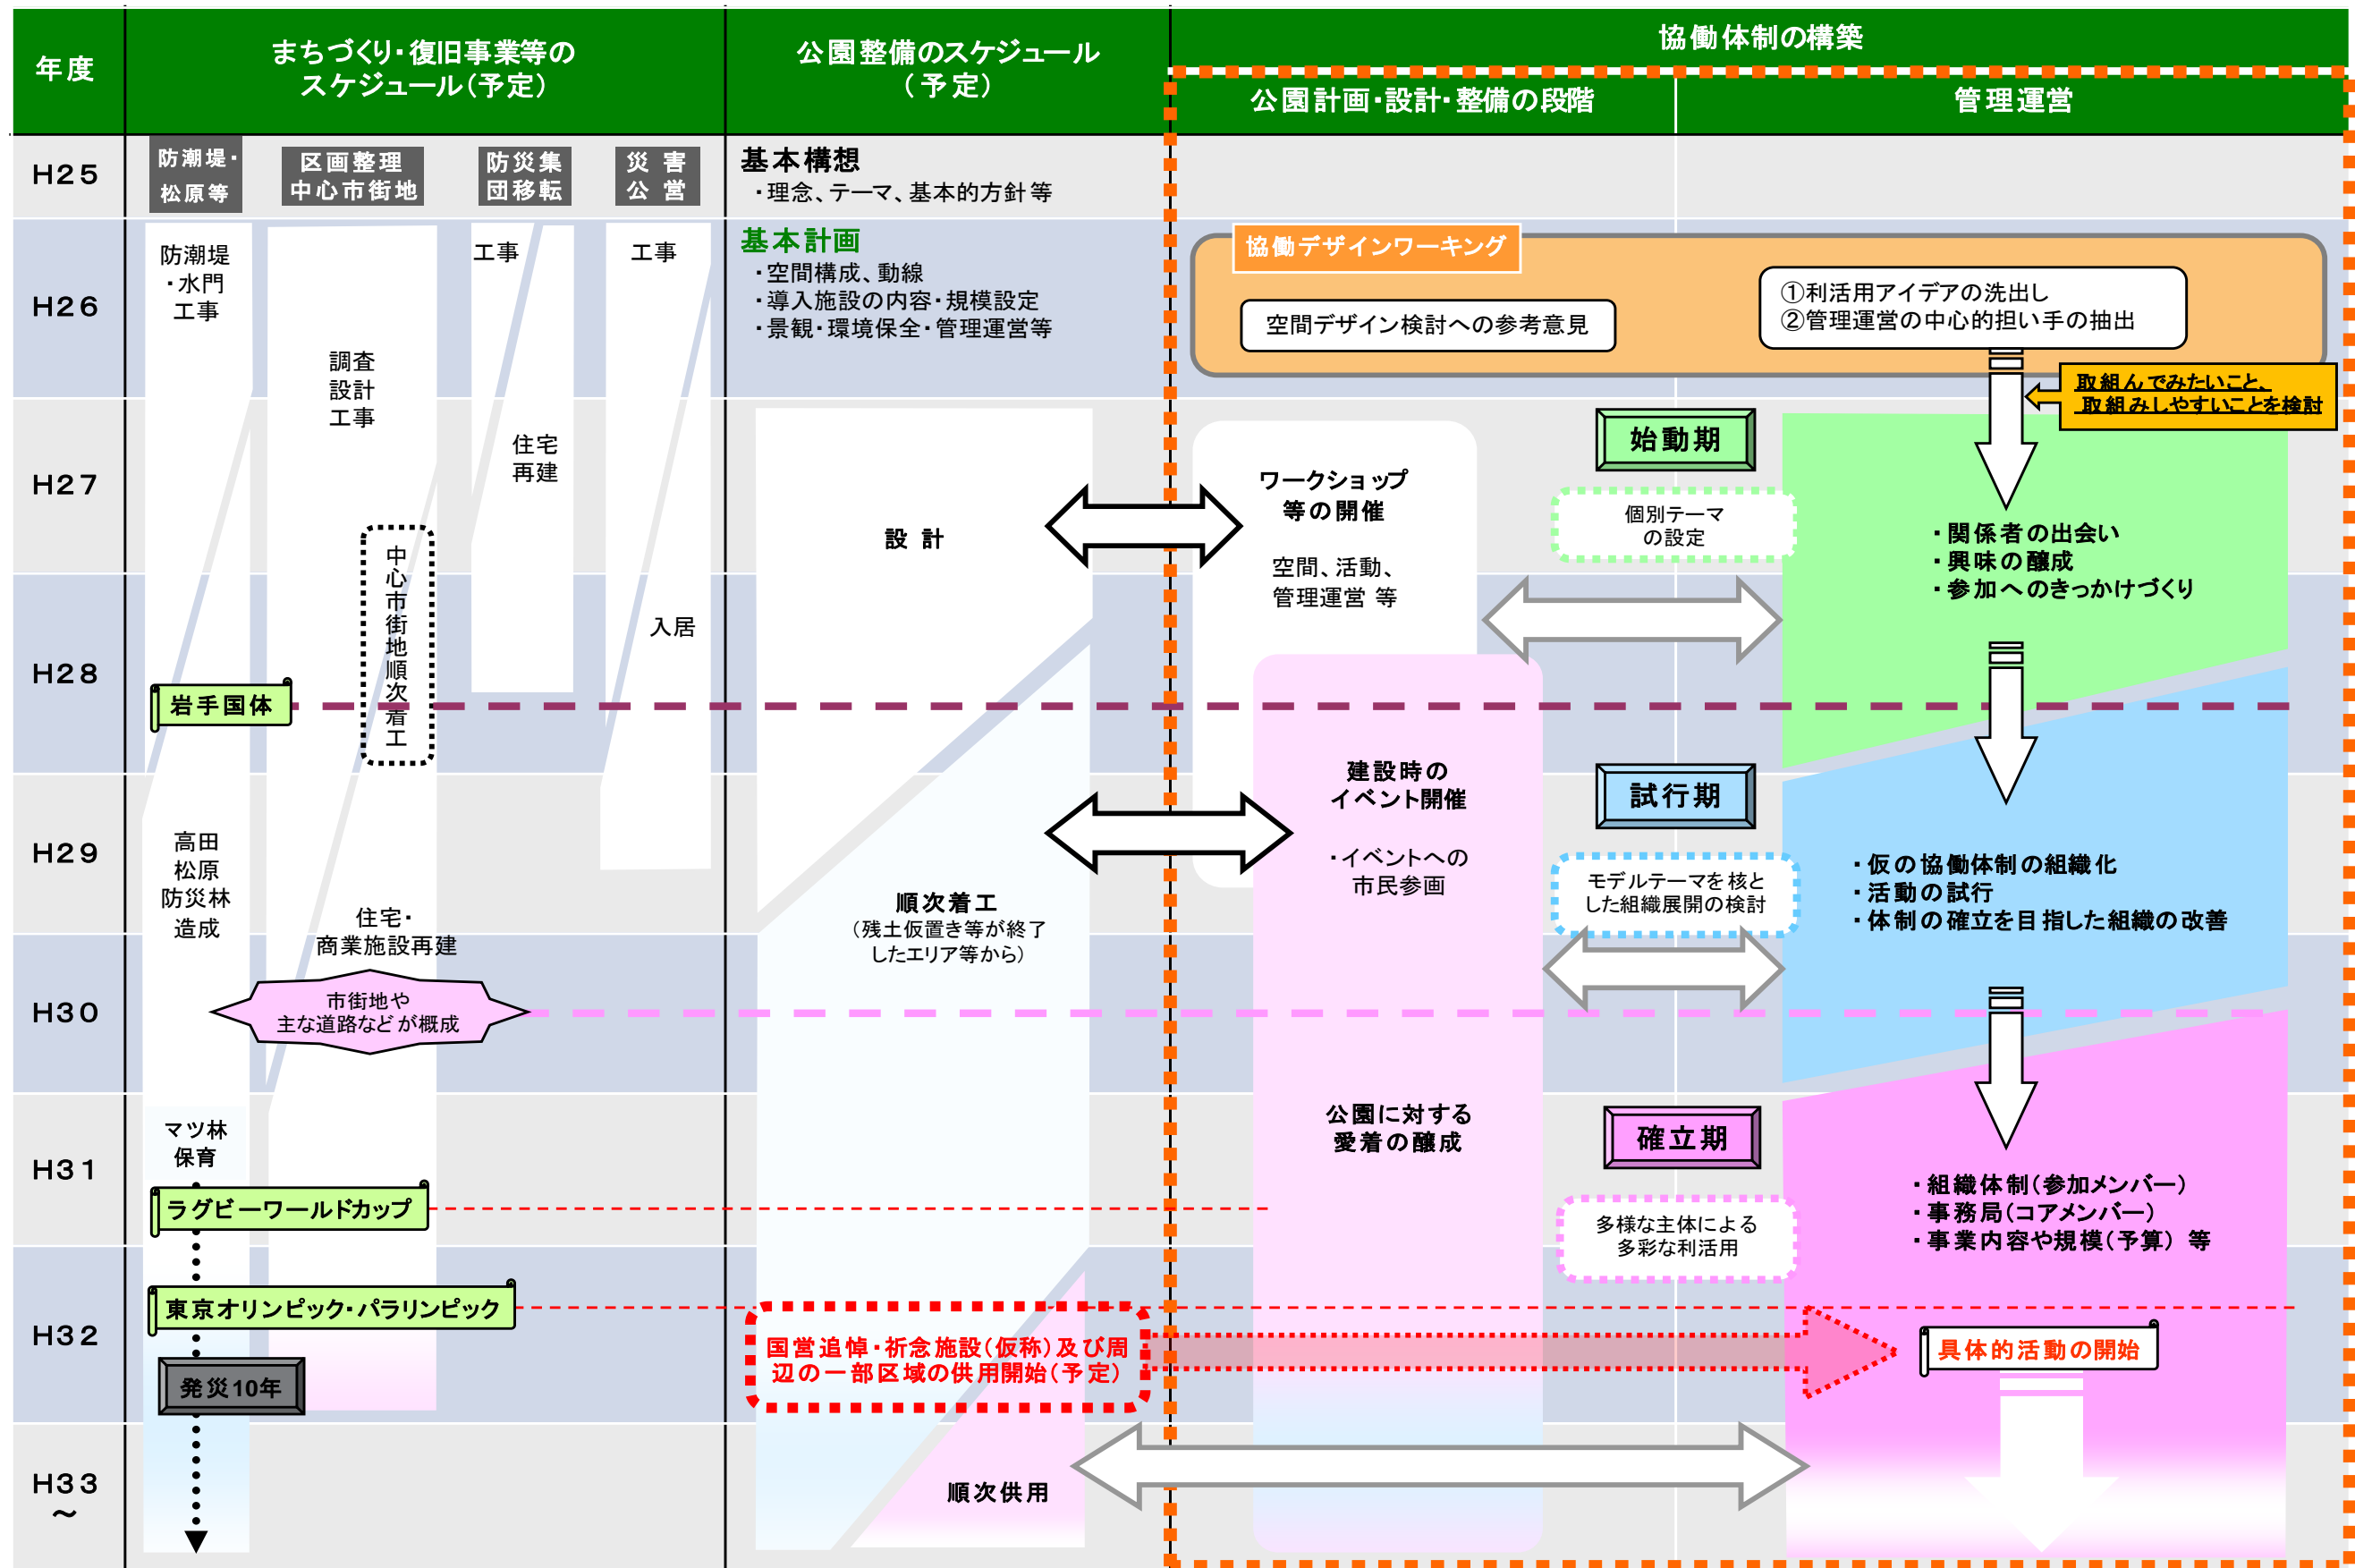 年度
まちづくり・復旧事業等の
スケジュール(予定)
公園整備のスケジュール
(予定)
協働体制の構築
公園計画・設計・整備の段階
管理運営
H25
防潮堤・
松原等
区画整理
中心市街地
防災集
団移転
災害
公営
基本構想
・理念、テーマ、基本的方針等
H26
防潮堤
・水門
工事
調査
設計
工事
工事
工事
基本計画
・空間構成、動線
・導入施設の内容・規模設定
・景観・環境保全・管理運営等
協働デザインワーキング
空間デザイン検討への参考意見
①利活用アイデアの洗出し
②管理運営の中心的担い手の抽出
取組んでみたいこと、
取組みしやすいことを検討
H27
住宅
再建
中心市街地順次着工
設計
ワークショップ
等の開催
空間、活動、
管理運営 等
始動期
個別テーマ
の設定
・関係者の出会い
・興味の醸成
・参加へのきっかけづくり
H28
入居
岩手国体
H29
高田
松原
防災林
造成
住宅・
商業施設再建
順次着工
(残土仮置き等が終了
したエリア等から)
建設時の
イベント開催
・イベントへの
市民参画
試行期
モデルテーマを核と
した組織展開の検討
・仮の協働体制の組織化
・活動の試行
・体制の確立を目指した組織の改善
H30
市街地や
主な道路などが概成
H31
マツ林
保育
ラグビーワールドカップ
公園に対する
愛着の醸成
確立期
多様な主体による
多彩な利活用
・組織体制(参加メンバー)
・事務局(コアメンバー)
・事業内容や規模(予算) 等
H32
東京オリンピック・パラリンピック
発災10年
国営追悼・祈念施設(仮称)及び周
辺の一部区域の供用開始(予定)
具体的活動の開始
H33
~
順次供用